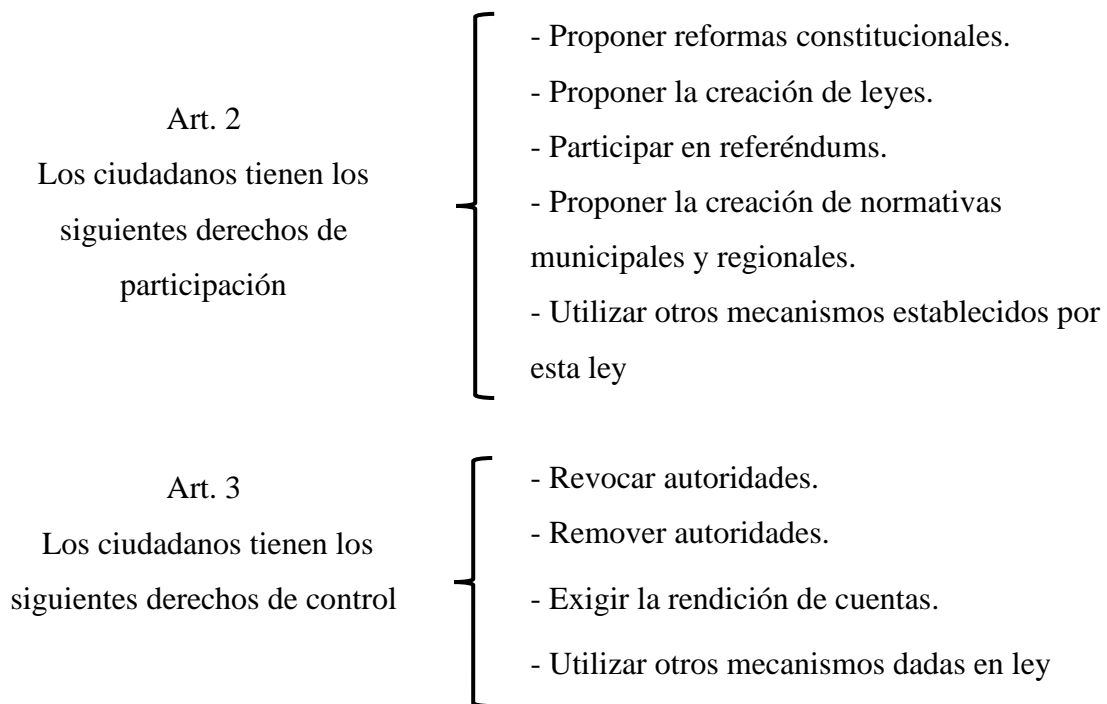 Art. 2
Los ciudadanos tienen los
siguientes derechos de
participación
- Proponer reformas constitucionales.
- Proponer la creación de leyes.
- Participar en referéndums.
- Proponer la creación de normativas
municipales y regionales.
- Utilizar otros mecanismos establecidos por
esta ley
Art. 3
Los ciudadanos tienen los
siguientes derechos de control
- Revocar autoridades.
- Remover autoridades.
- Exigir la rendición de cuentas.
- Utilizar otros mecanismos dadas en ley